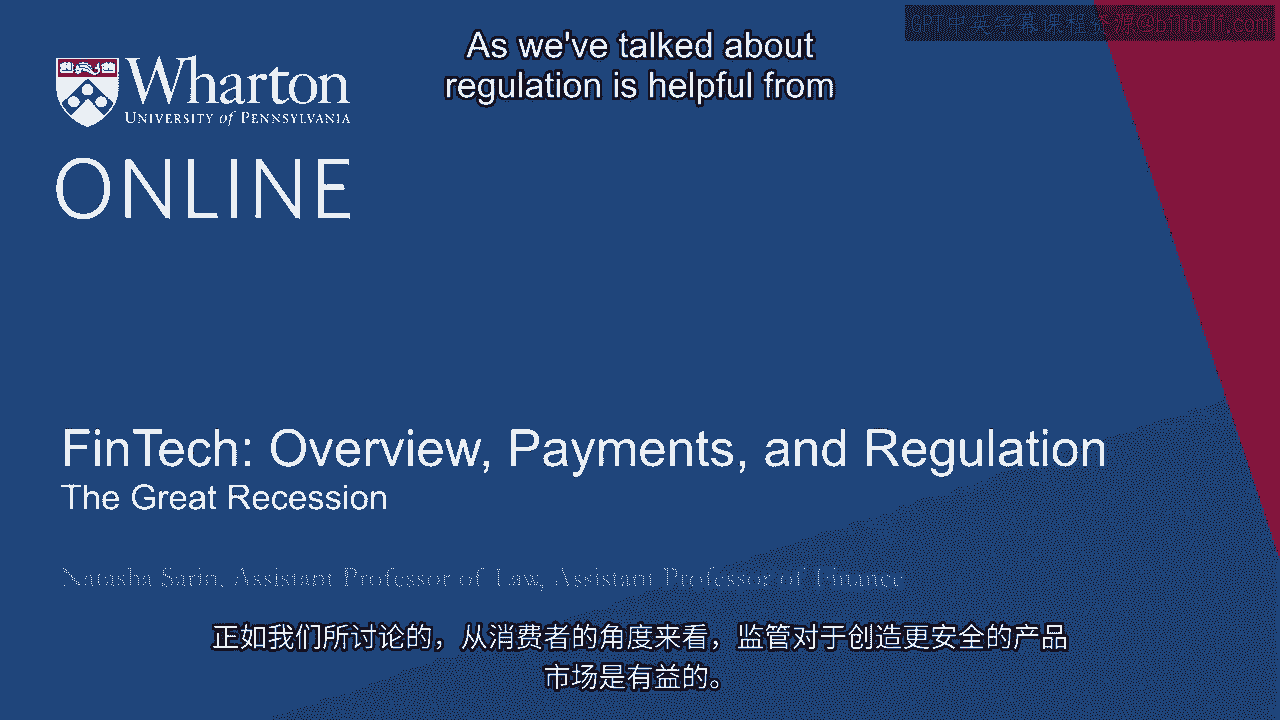 GPT中英字幕课程资源@bilibili.com
As we've talked about
regulation is helpful from
Wharton
UNIVERSITY of PENNSYLVANIA
ONLINE
FinTech: Overview, Payments, and Regulation
The Great Recession
Natasha Sarin, Assistant Professor of Law, Assistant Professor of Finance
正如我们所讨论的，从消费者的角度来看，监管对于创造更安全的产品
市场是有益的。